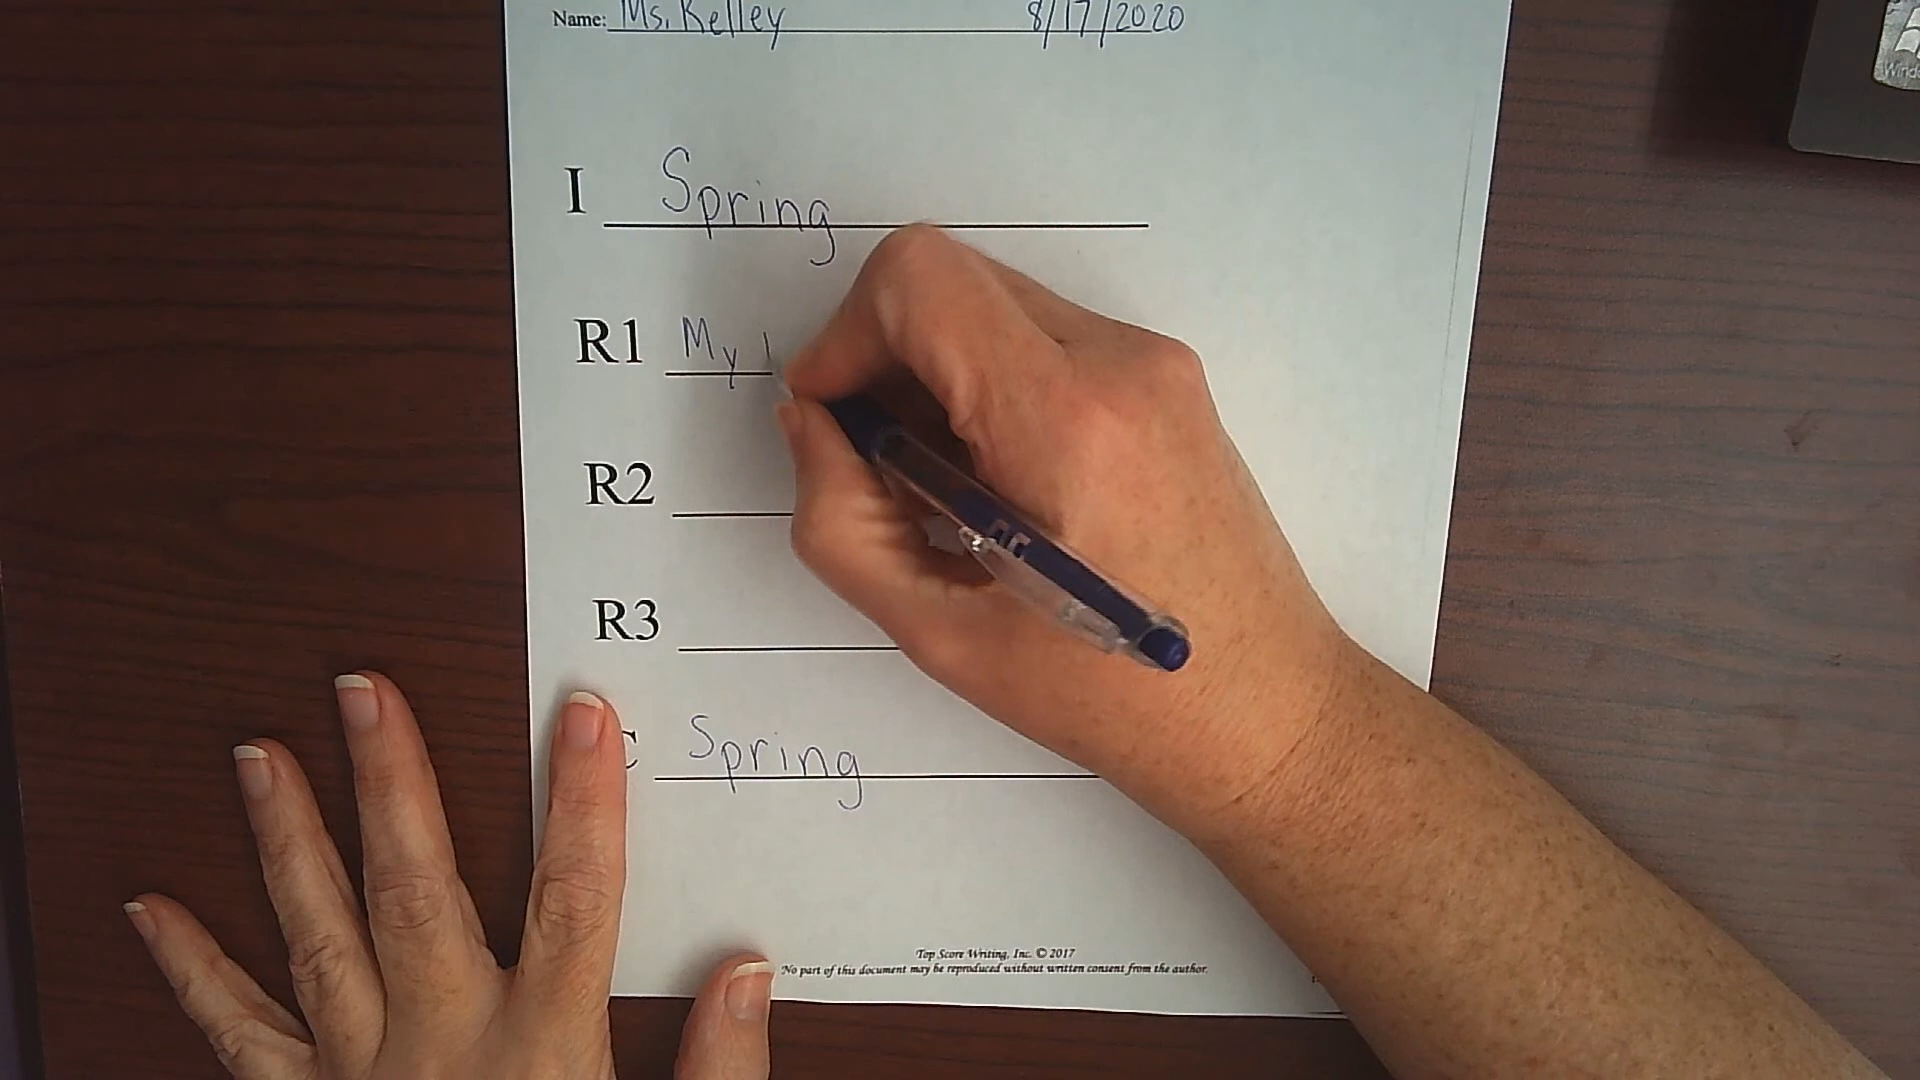 Name: Ms. Kelley 8/17/2020
I Spring
R1 My
R2
R3
C Spring
Top Score Writing, Inc. © 2017
No part of this document may be reproduced without written consent from the author.